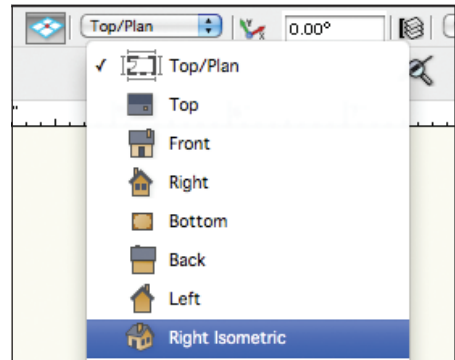 Top/Plan 0.00°
Top/Plan
Top
Front
Right
Bottom
Back
Left
Right Isometric